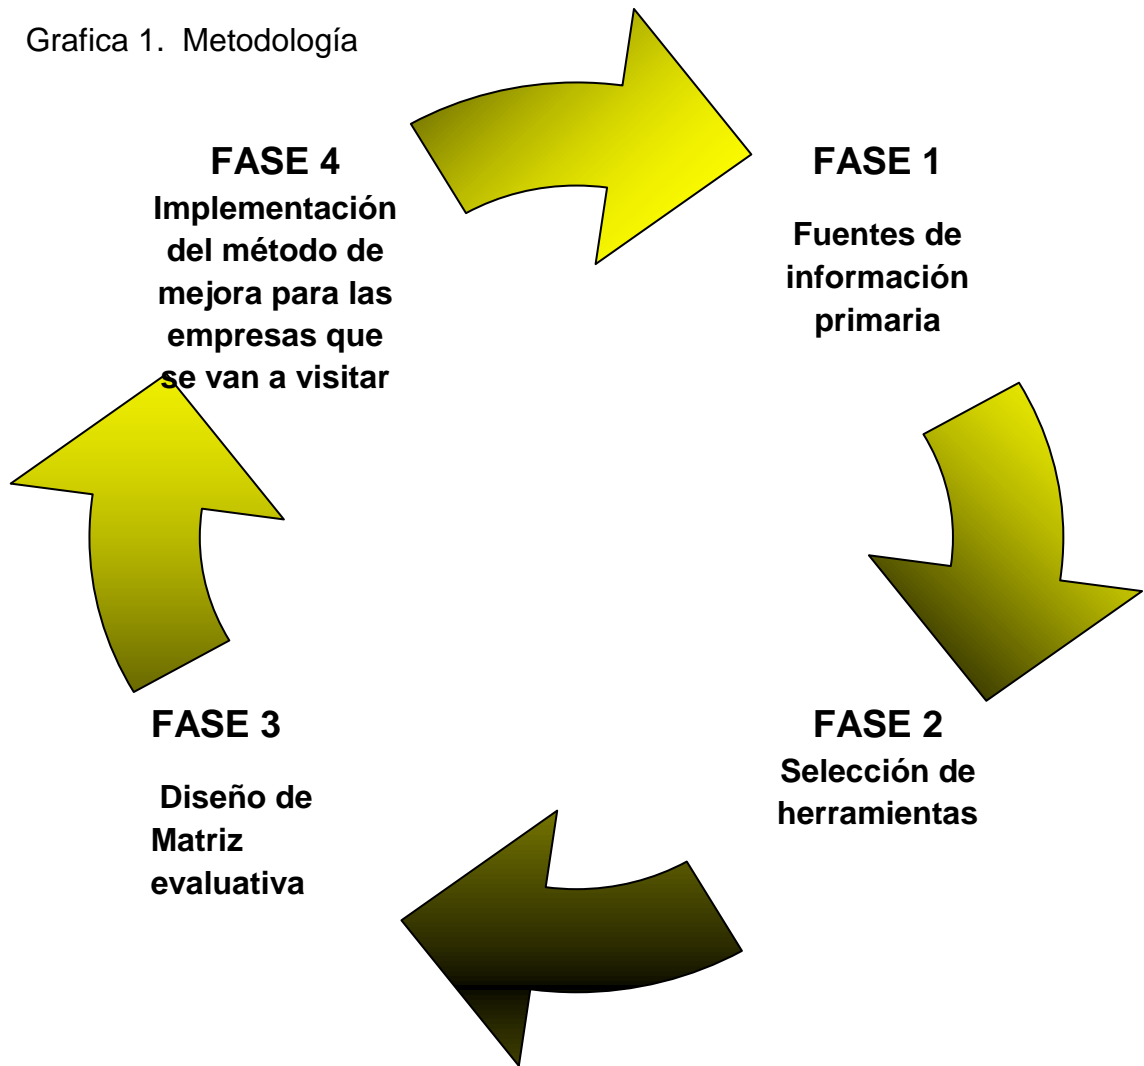 Grafica 1.  Metodología
FASE 4
Implementación
del método de
mejora para las
empresas que
se van a visitar
FASE 1
Fuentes de
información
primaria
FASE 3
Diseño de
Matriz
evaluativa
FASE 2
Selección de
herramientas